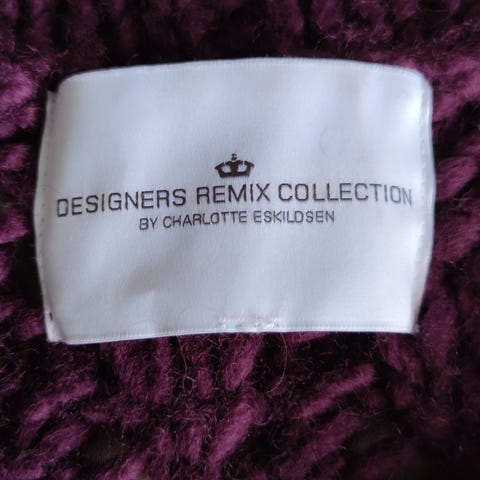 DESIGNERS REMIX COLLECTION
BY CHARLOTTE ESKILDSEN